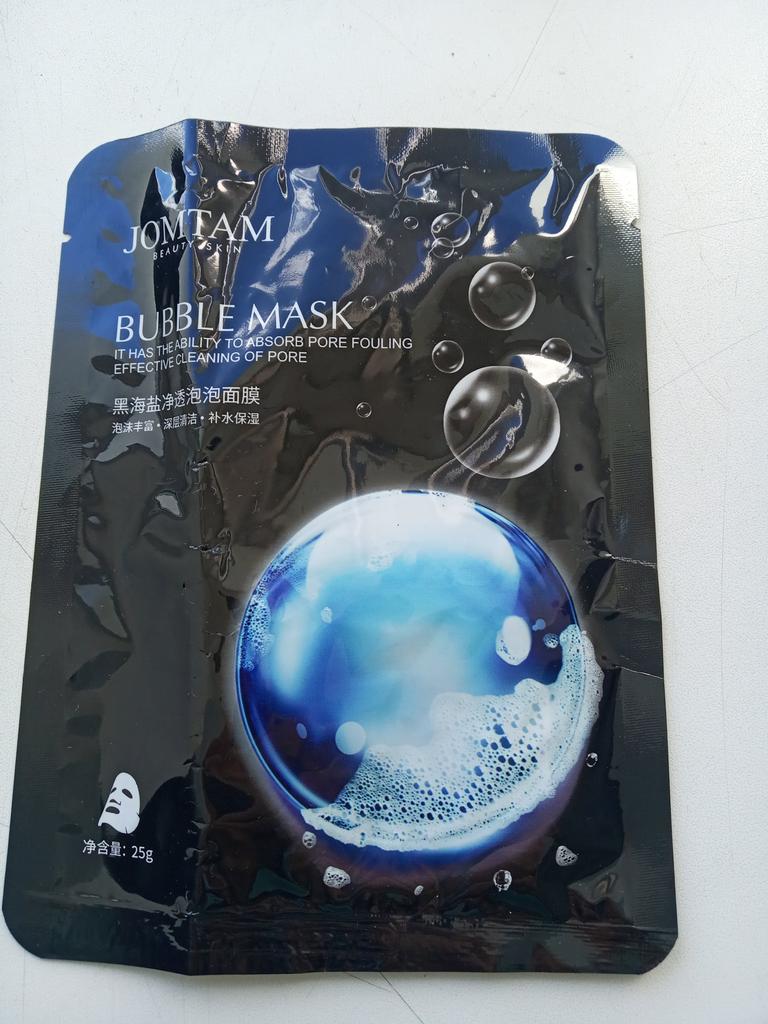 JOMTAM
BEAUTY SKIN
BUBBLE MASK
IT HAS THE ABILITY TO ABSORB PORE FOULING
EFFECTIVE CLEANING OF PORE
黑海盐净透泡泡面膜
泡沫丰富•深层清洁•补水保湿
净含量: 25g